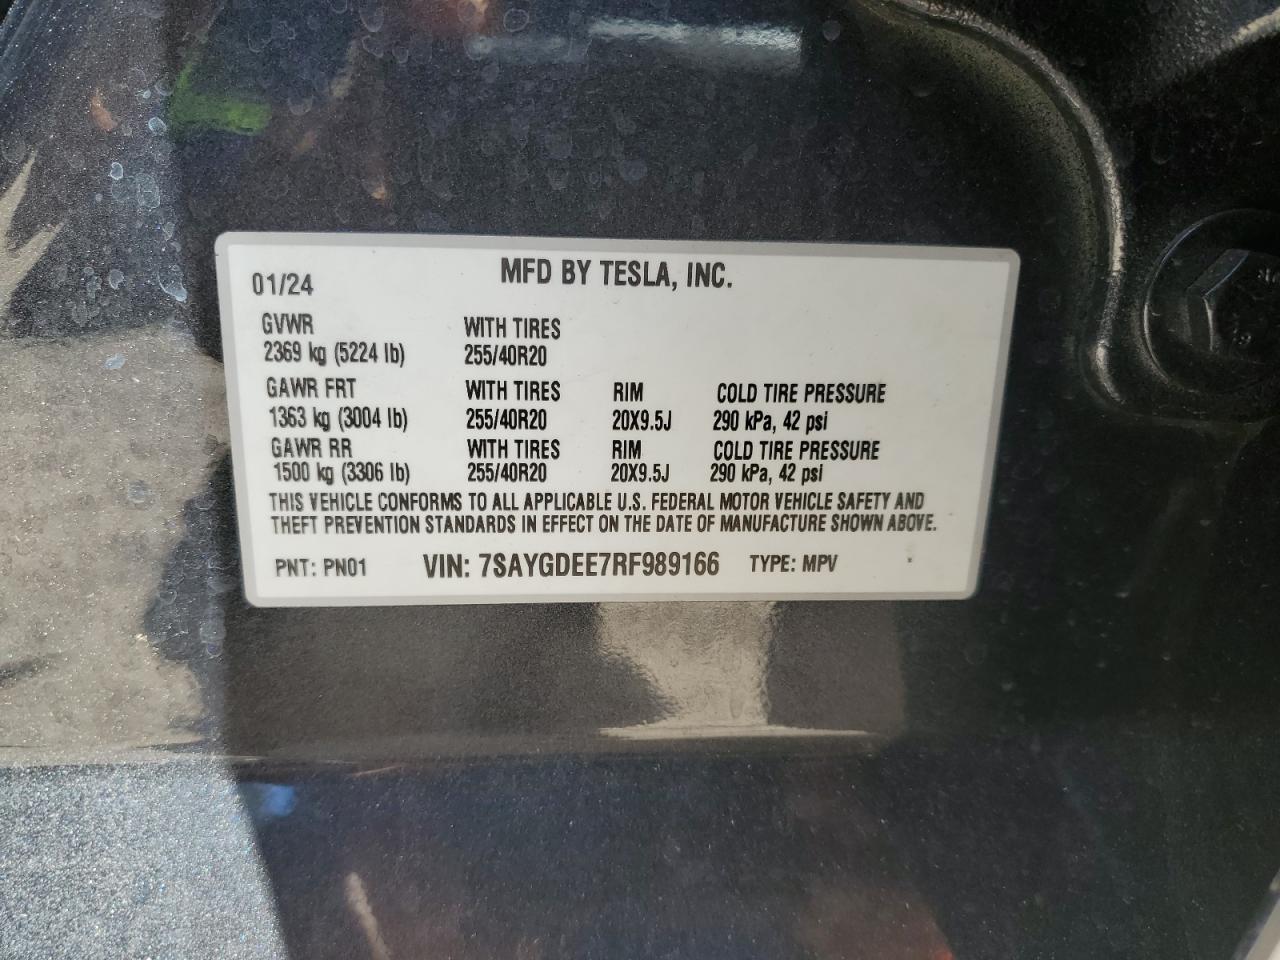 MFD BY TESLA, INC.
01/24
GVWR WITH TIRES
2369 kg (5224 lb) 255/40R20
GAWR FRT WITH TIRES RIM COLD TIRE PRESSURE
1363 kg (3004 lb) 255/40R20 20X9.5J 290 kPa, 42 psi
GAWR RR WITH TIRES RIM COLD TIRE PRESSURE
1500 kg (3306 lb) 255/40R20 20X9.5J 290 kPa, 42 psi
THIS VEHICLE CONFORMS TO ALL APPLICABLE U.S. FEDERAL MOTOR VEHICLE SAFETY AND
THEFT PREVENTION STANDARDS IN EFFECT ON THE DATE OF MANUFACTURE SHOWN ABOVE.
PNT: PN01 VIN: 7SAYGDEE7RF989166 TYPE: MPV